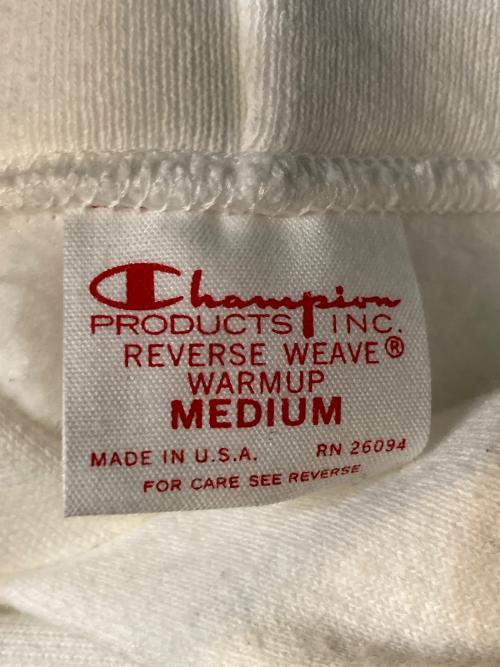 Champion
PRODUCTS INC.
REVERSE WEAVE®
WARMUP
MEDIUM
MADE IN U.S.A. RN 26094
FOR CARE SEE REVERSE